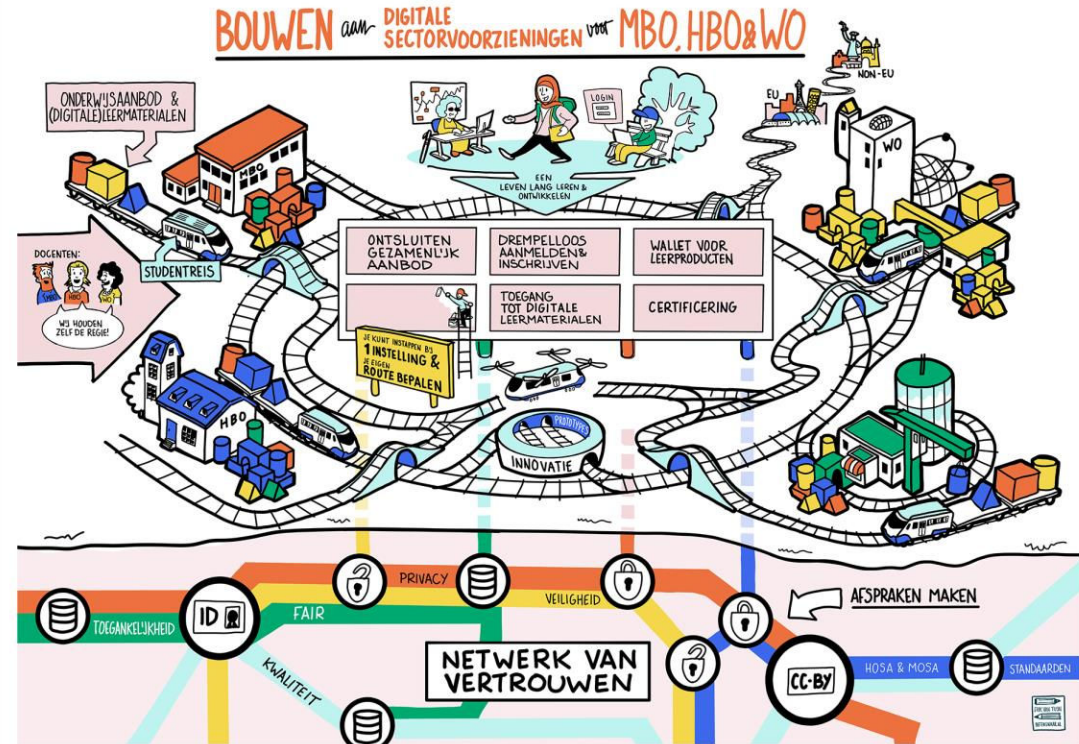 BOUWEN aan DIGITALE SECTORVOORZIENINGEN voor MBO, HBO & WO
ONDERWIJSAANBOD &
(DIGITALE) LEERMATERIALEN
MBO
LOGIN
EU
NON-EU
WO
EEN
LEVEN LANG LEREN &
ONTWIKKELEN
DOCENTEN:
MBO
HBO
WO
WIJ HOUDEN
ZELF DE REGIE!
STUDENTREIS
ONTSLUITEN
GEZAMENLIJK
AANBOD
DREMPELLOOS
AANMELDEN &
INSCHRIJVEN
WALLET VOOR
LEERPRODUCTEN
TOEGANG
TOT DIGITALE
LEERMATERIALEN
CERTIFICERING
JE KUNT INSTAPPEN BIJ
1 INSTELLING &
JE EIGEN
ROUTE BEPALEN
HBO
PROTOTYPES
INNOVATIE
PRIVACY
VEILIGHEID
AFSPRAKEN MAKEN
TOEGANKELIJKHEID
ID
FAIR
KWALITEIT
NETWERK VAN
VERTROUWEN
CC-BY
HOSA & MOSA
STANDAARDEN